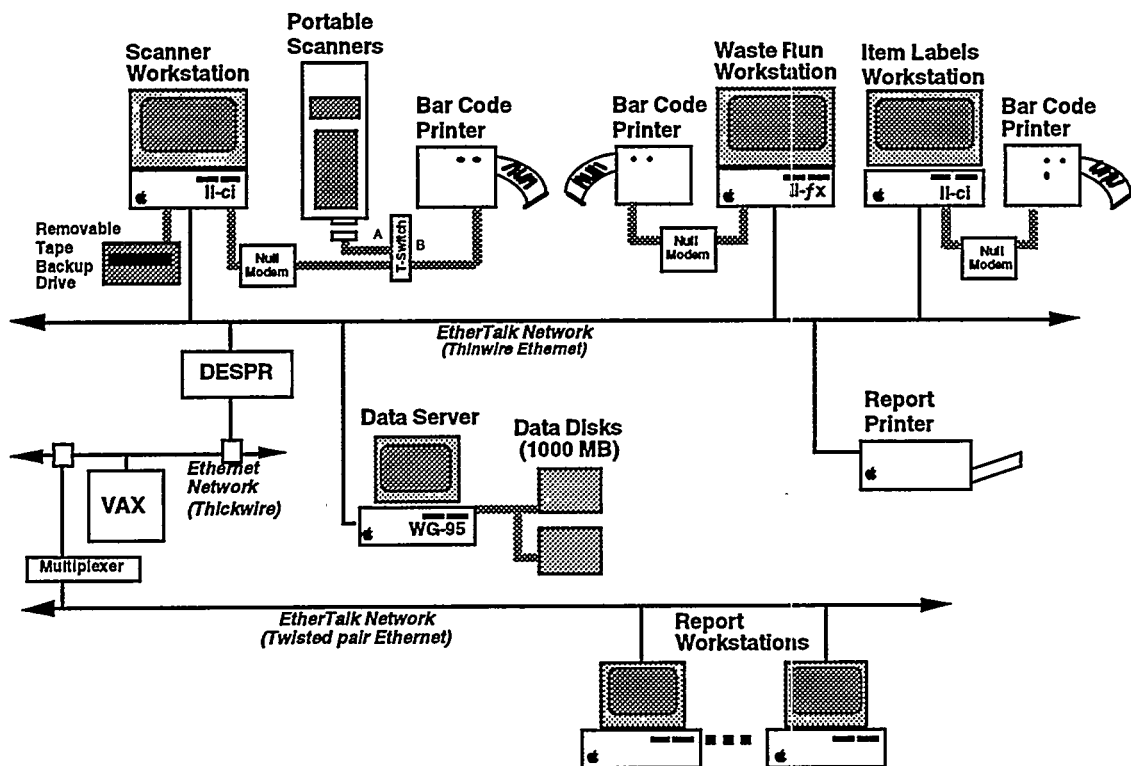 Portable
Scanners
Scanner
Workstation
Waste Run
Workstation
Item Labels
Workstation
Bar Code
Printer
Bar Code
Printer
Bar Code
Printer
II-ci
II-fx
II-ci
Removable
Tape
Backup
Drive
Null
Modem
A
T-Switch
B
Null
Modem
Null
Modem
EtherTalk Network
(Thinwire Ethernet)
DESPR
Report
Printer
Data Server
Data Disks
(1000 MB)
Ethernet
Network
(Thickwire)
VAX
WG-95
Multiplexer
EtherTalk Network
(Twisted pair Ethernet)
Report
Workstations